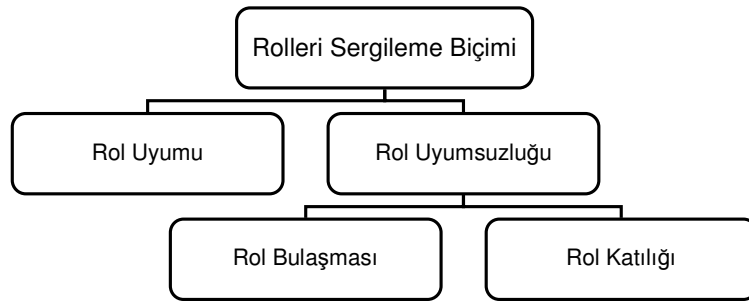 Rolleri Sergileme Biçimi
Rol Uyumu
Rol Uyumsuzluğu
Rol Bulaşması
Rol Katılığı